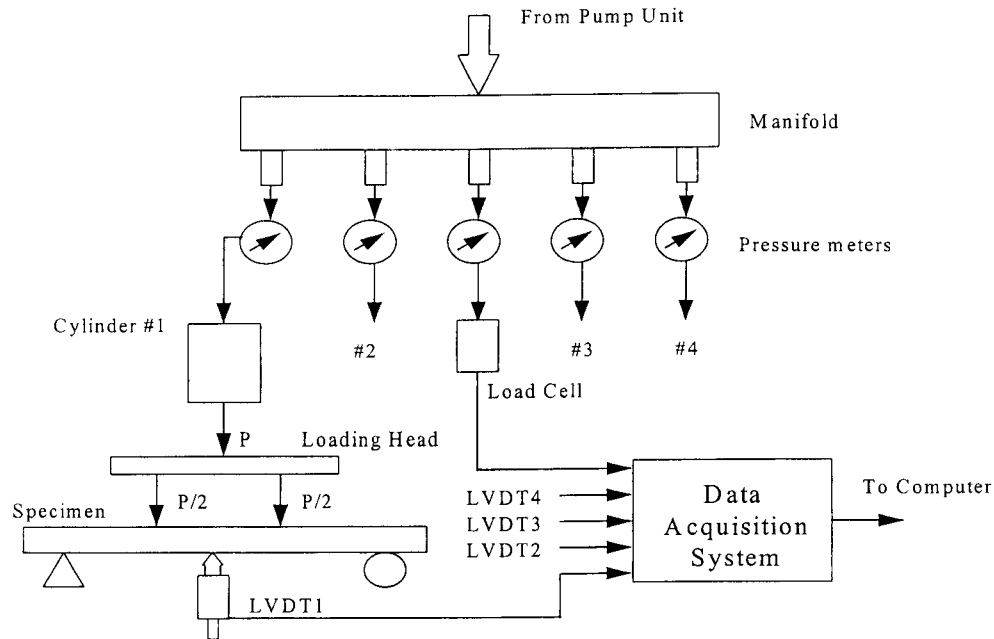 From Pump Unit
Manifold
Pressure meters
Cylinder #1
#2
#3
#4
Load Cell
P
Loading Head
P/2
P/2
Specimen
LVDT4
LVDT3
LVDT2
LVDT1
Data
Acquisition
System
To Computer